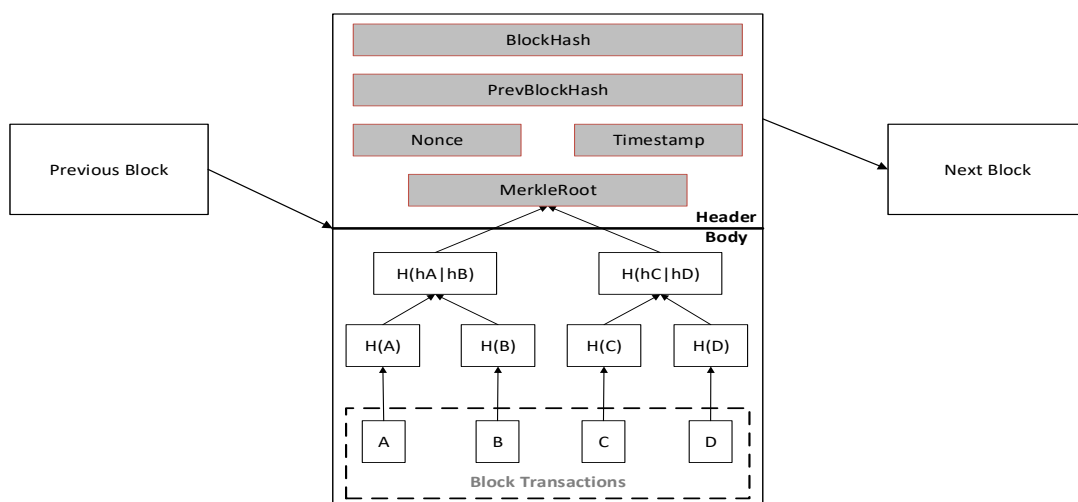 BlockHash
PrevBlockHash
Nonce
Timestamp
Previous Block
Next Block
MerkleRoot
Header
Body
H(hA|hB)
H(hC|hD)
H(A)
H(B)
H(C)
H(D)
A
B
C
D
Block Transactions